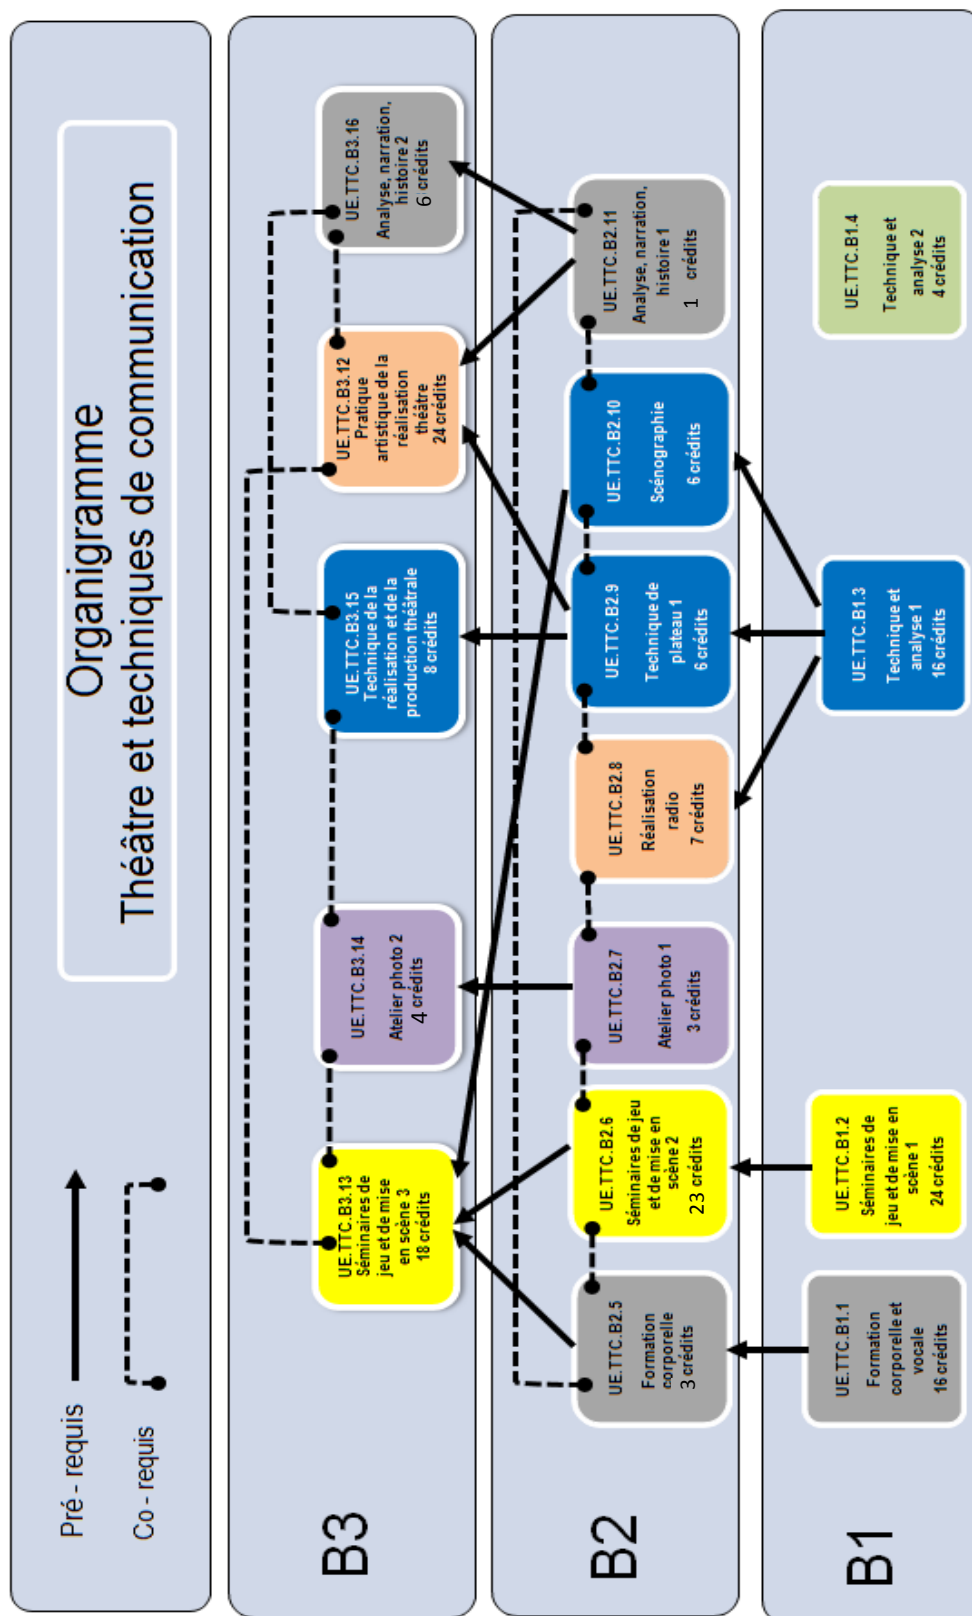 Organigramme
Théâtre et techniques de communication
Pré - requis
Co - requis
B3
UE.TTC.B3.13
Séminaires de
jeu et de mise
en scène 3
18 crédits
UE.TTC.B3.14
Atelier photo 2
4 crédits
UE.TTC.B3.15
Technique de la
réalisation et de la
production théâtrale
8 crédits
UE.TTC.B3.12
Pratique
artistique de la
réalisation
théâtre
24 crédits
UE.TTC.B3.16
Analyse, narration,
histoire 2
6 crédits
B2
UE.TTC.B2.5
Formation
corporelle
3 crédits
UE.TTC.B2.6
Séminaires de jeu
et de mise en
scène 2
23 crédits
UE.TTC.B2.7
Atelier photo 1
3 crédits
UE.TTC.B2.8
Réalisation
radio
7 crédits
UE.TTC.B2.9
Technique de
plateau 1
6 crédits
UE.TTC.B2.10
Scénographie
6 crédits
UE.TTC.B2.11
Analyse, narration,
histoire 1
1 crédits
B1
UE.TTC.B1.1
Formation
corporelle et
vocale
16 crédits
UE.TTC.B1.2
Séminaires de
jeu et de mise en
scène 1
24 crédits
UE.TTC.B1.3
Technique et
analyse 1
16 crédits
UE.TTC.B1.4
Technique et
analyse 2
4 crédits